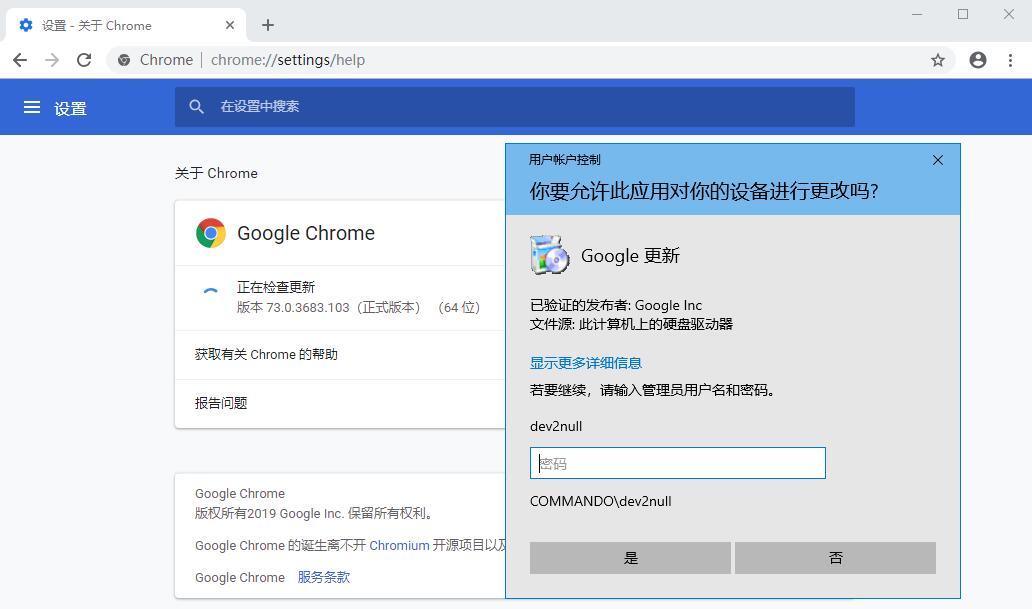 设置 - 关于 Chrome
Chrome | chrome://settings/help
设置
在设置中搜索
关于 Chrome
Google Chrome
正在检查更新
版本 73.0.3683.103（正式版本） （64 位）
获取有关 Chrome 的帮助
报告问题
Google Chrome
版权所有2019 Google Inc. 保留所有权利。
Google Chrome 的诞生离不开 Chromium 开源项目以
Google Chrome 服务条款
用户帐户控制
你要允许此应用对你的设备进行更改吗?
Google 更新
已验证的发布者: Google Inc
文件源: 此计算机上的硬盘驱动器
显示更多详细信息
若要继续，请输入管理员用户名和密码。
dev2null
密码
COMMANDO\dev2null
是
否